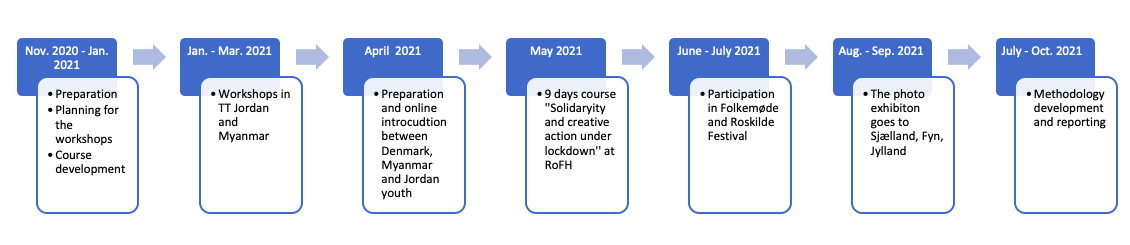 Nov. 2020 - Jan.
2021
• Preparation
• Planning for
the
workshops
• Course
development
Jan. - Mar. 2021
• Workshops in
TT Jordan
and
Myanmar
April 2021
• Preparation
and online
introcudtion
between
Denmark,
Myanmar
and Jordan
youth
May 2021
• 9 days course
"Solidaryity
and creative
action under
lockdown" at
RoFH
June - July 2021
• Participation
in Folkemøde
and Roskilde
Festival
Aug. - Sep. 2021
• The photo
exhibiton
goes to
Sjælland, Fyn,
Jylland
July - Oct. 2021
• Methodology
development
and reporting